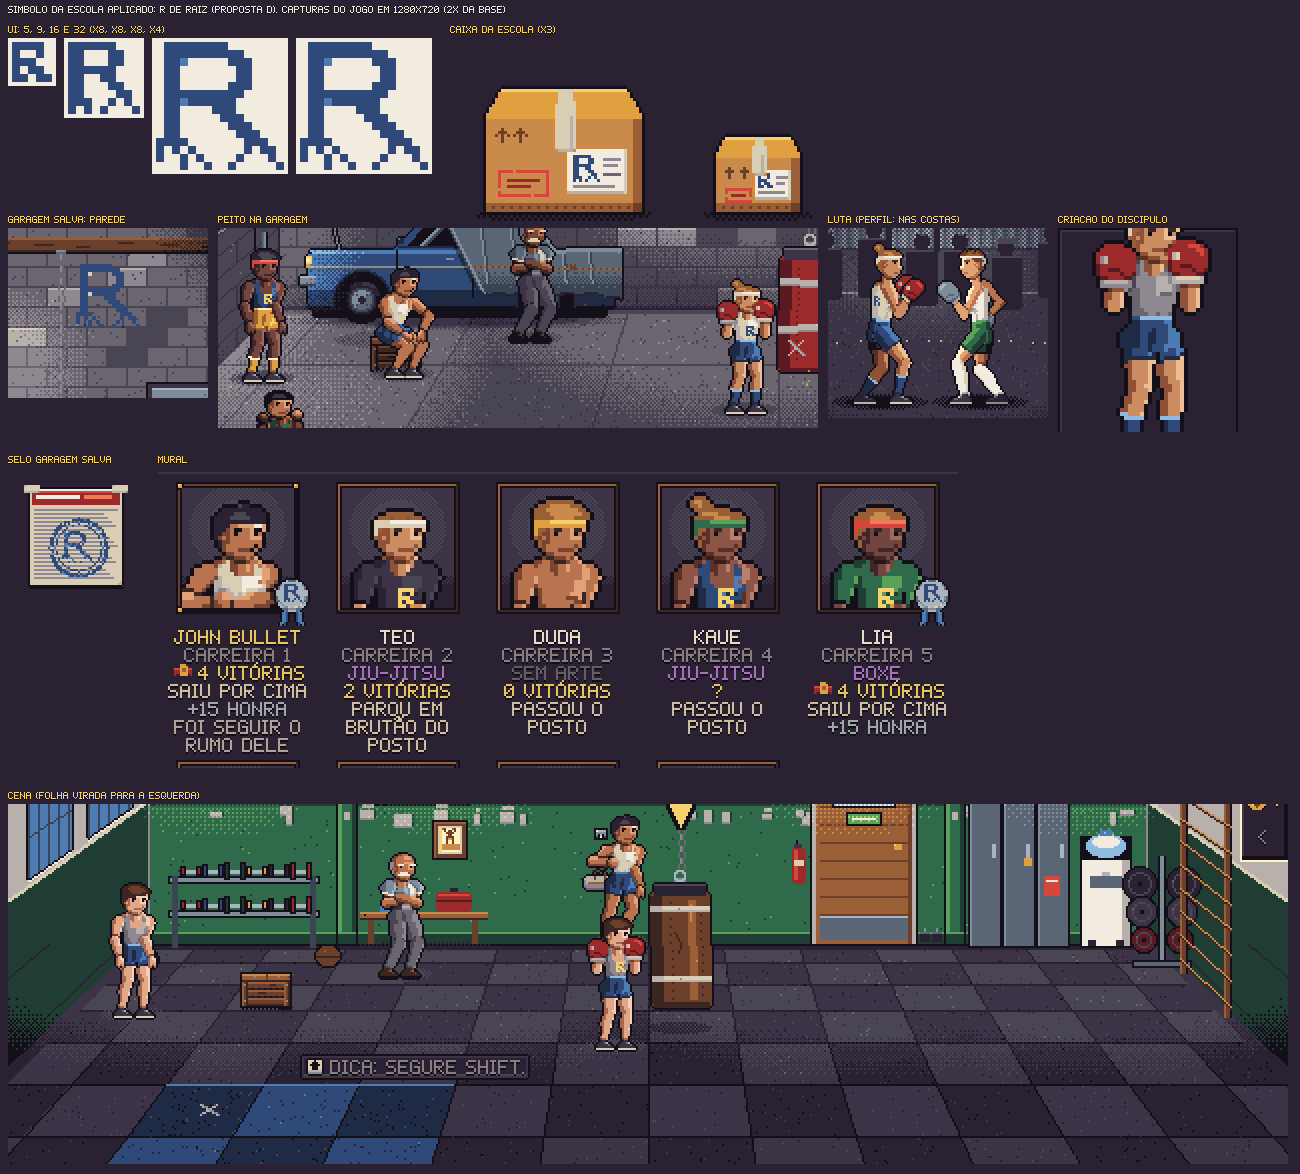 SIMBOLO DA ESCOLA APLICADO: R DE RAIZ (PROPOSTA D). CAPTURAS DO JOGO EM 1280X720 (2X DA BASE)
UI: 5, 9, 16 E 32 (X8, X8, X8, X4)
CAIXA DA ESCOLA (X3)
R R R R
R R
GARAGEM SALVA: PAREDE
PEITO NA GARAGEM
LUTA (PERFIL: NAS COSTAS)
CRIACAO DO DISCIPULO
R
R
R
R
SELO GARAGEM SALVA
MURAL
R
R
R
R
R
R
JOHN BULLET
CARREIRA 1
4 VITÓRIAS
SAIU POR CIMA
+15 HONRA
FOI SEGUIR O
RUMO DELE
TEO
CARREIRA 2
JIU-JITSU
2 VITÓRIAS
PAROU EM
BRUTÃO DO
POSTO
DUDA
CARREIRA 3
SEM ARTE
0 VITÓRIAS
PASSOU O
POSTO
KAUE
CARREIRA 4
JIU-JITSU
?
PASSOU O
POSTO
LIA
CARREIRA 5
BOXE
4 VITÓRIAS
SAIU POR CIMA
+15 HONRA
CENA (FOLHA VIRADA PARA A ESQUERDA)
R
DICA: SEGURE SHIFT.